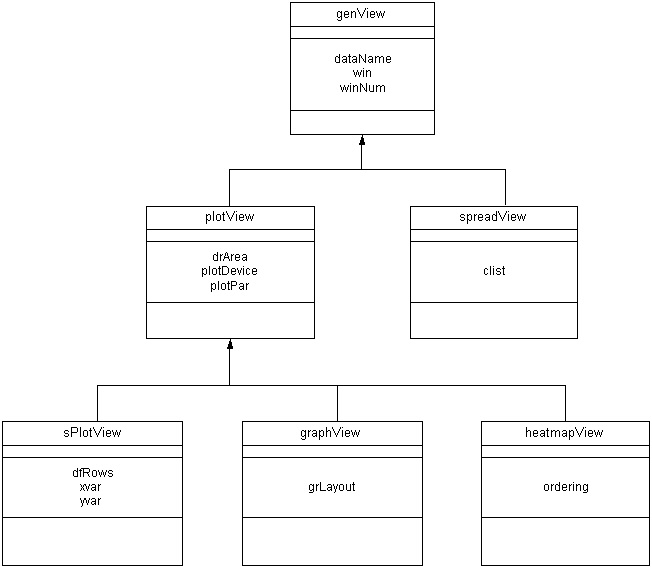 genView
dataName
win
winNum
plotView
drArea
plotDevice
plotPar
spreadView
clist
sPlotView
dfRows
xvar
yvar
graphView
grLayout
heatmapView
ordering